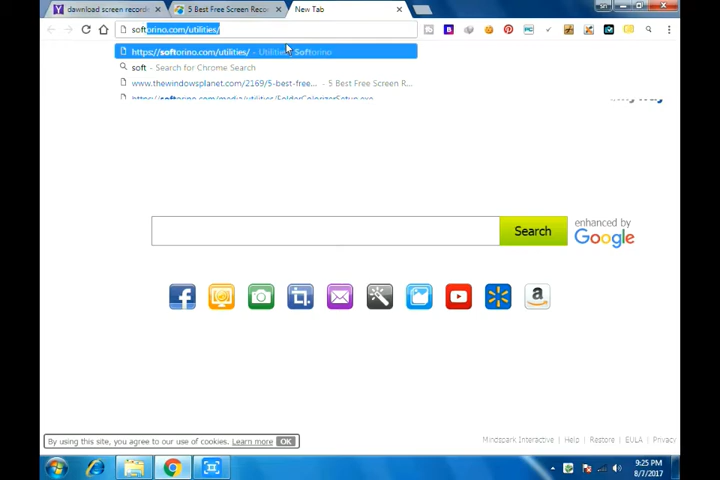 dawnload screen recorde
5 Best Free Screen Reco
New Tab
softorino.com/utilities/
https://softorino.com/utilities/ - Utilities Softorino
soft - Search for Chrome Search
www.thewindowsplanet.com/2169/5-best-free... - 5 Best Free Screen R...
https://softorino.com/media/utilities/FolderColorizerSetup.exe
Search
enhanced by
Google
By using this site, you agree to our use of cookies. Learn more OK
Mindspark Interactive | Help | Restore | EULA | Privacy
9:25 PM
8/7/2017